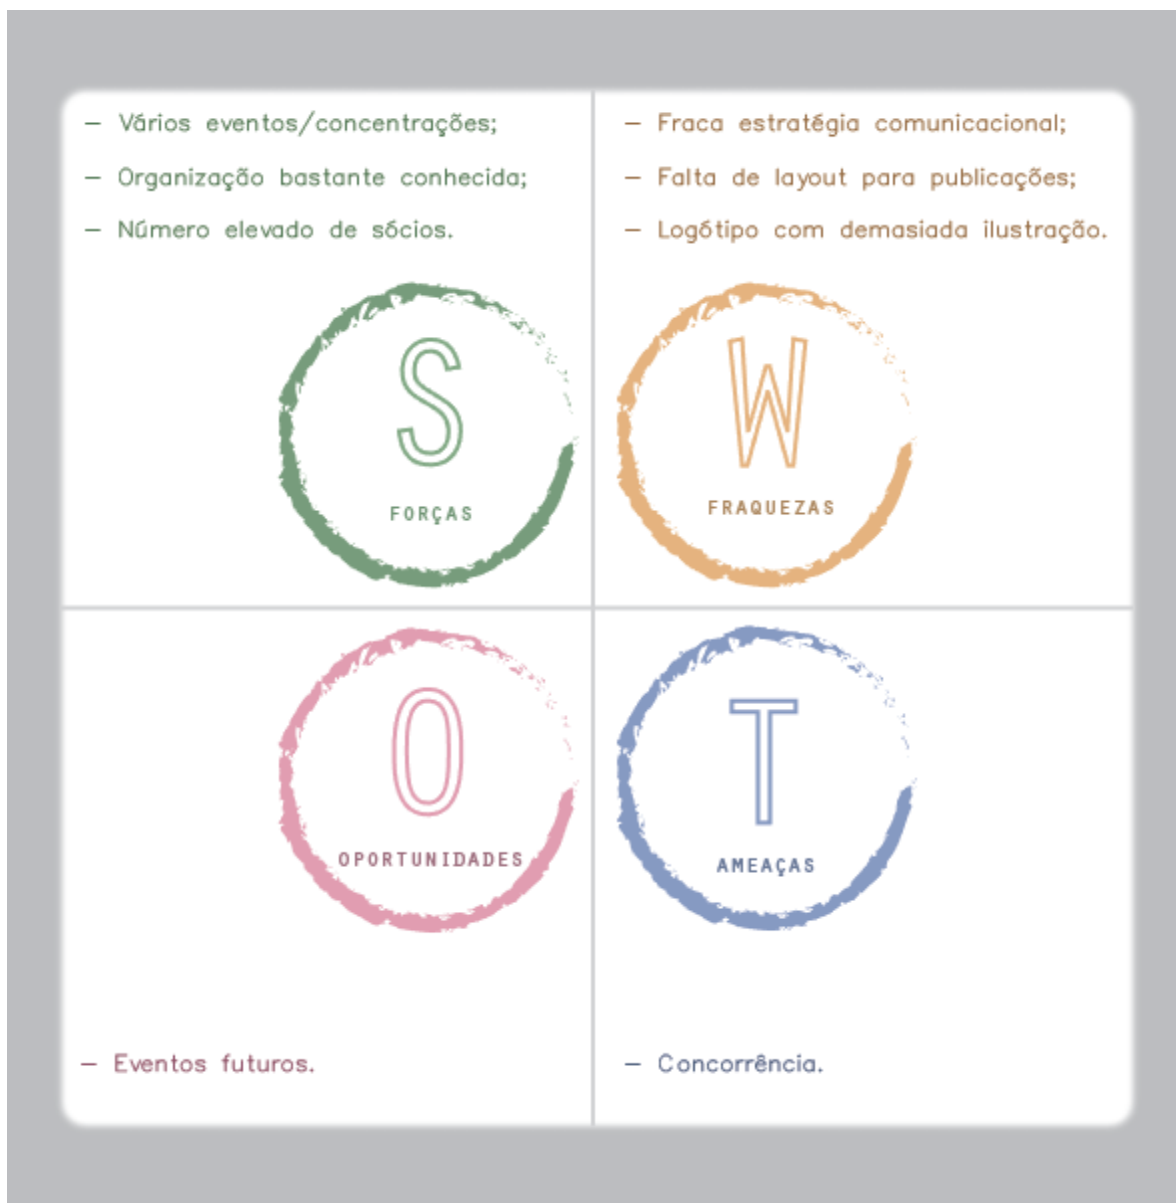 – Vários eventos/concentrações;
– Organização bastante conhecida;
– Número elevado de sócios.
S
FORÇAS
– Fraca estratégia comunicacional;
– Falta de layout para publicações;
– Logótipo com demasiada ilustração.
W
FRAQUEZAS
O
OPORTUNIDADES
– Eventos futuros.
T
AMEAÇAS
– Concorrência.